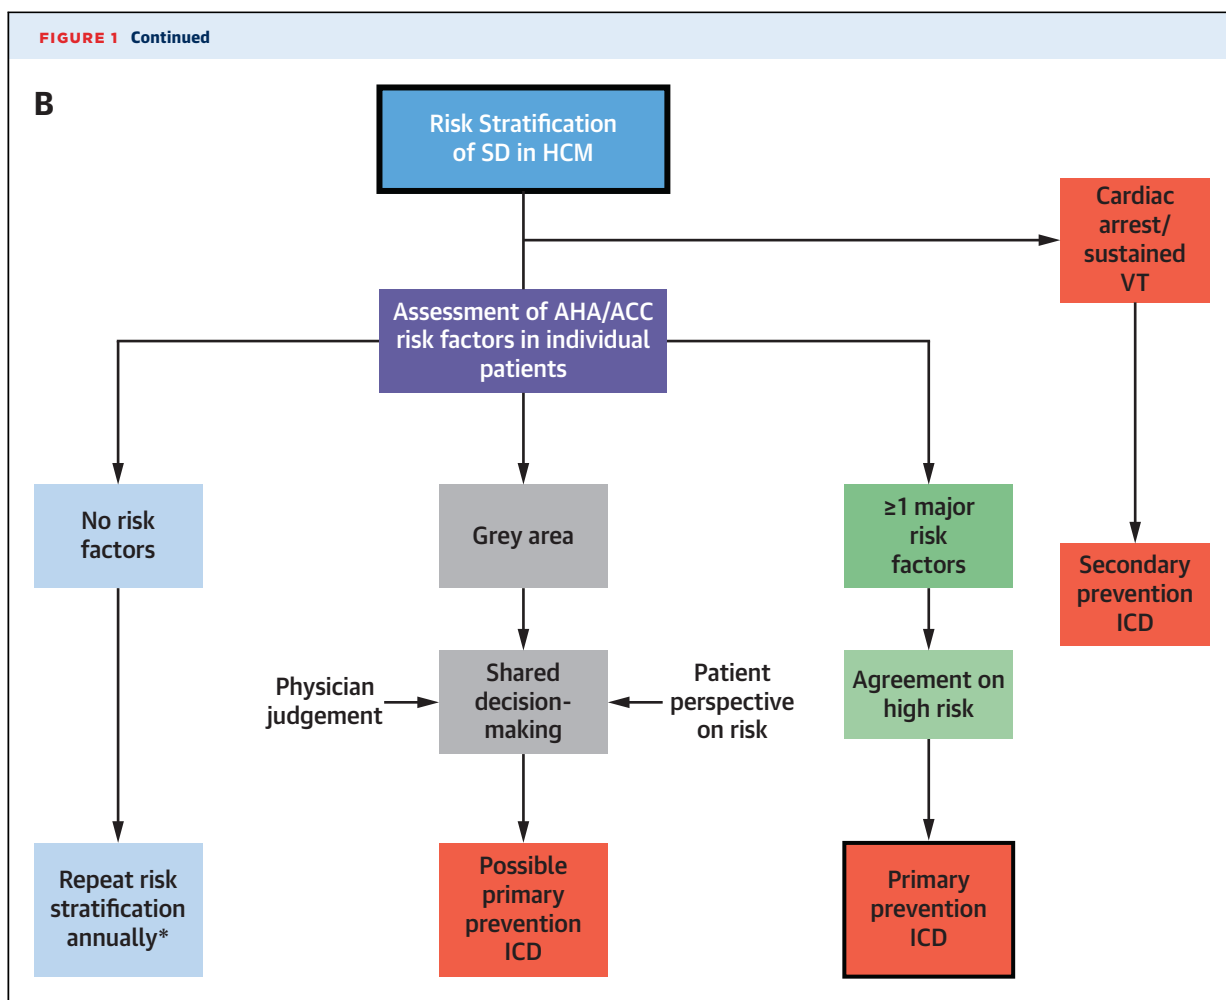 FIGURE 1 Continued
B
Risk Stratification
of SD in HCM
Cardiac
arrest/
sustained
VT
Assessment of AHA/ACC
risk factors in individual
patients
No risk
factors
Grey area
≥1 major
risk
factors
Secondary
prevention
ICD
Physician
judgement
Shared
decision-
making
Patient
perspective
on risk
Agreement on
high risk
Repeat risk
stratification
annually*
Possible
primary
prevention
ICD
Primary
prevention
ICD